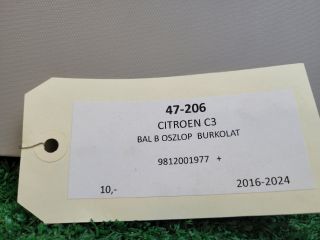 47-206
CITROEN C3
BAL B OSZLOP BURKOLAT
9812001977 +
10,- 2016-2024